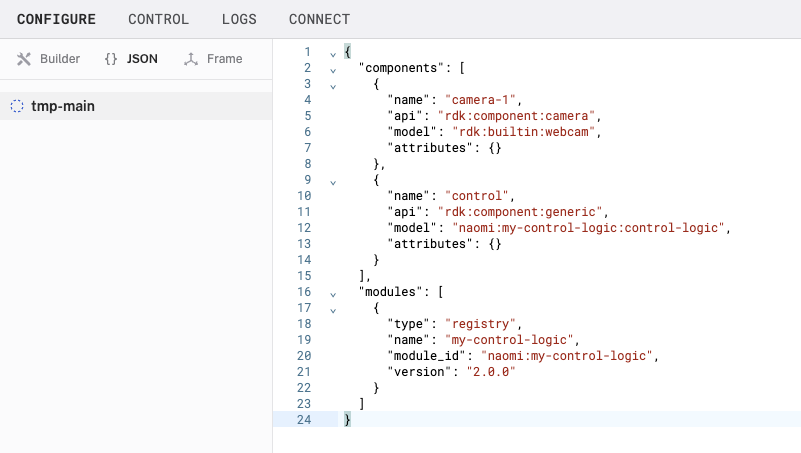 CONFIGURE CONTROL LOGS CONNECT
Builder {} JSON Frame
tmp-main
1 {
2 "components": [
3 {
4 "name": "camera-1",
5 "api": "rdk:component:camera",
6 "model": "rdk:builtin:webcam",
7 "attributes": {}
8 },
9 {
10 "name": "control",
11 "api": "rdk:component:generic",
12 "model": "naomi:my-control-logic:control-logic",
13 "attributes": {}
14 }
15 ],
16 "modules": [
17 {
18 "type": "registry",
19 "name": "my-control-logic",
20 "module_id": "naomi:my-control-logic",
21 "version": "2.0.0"
22 }
23 ]
24 }